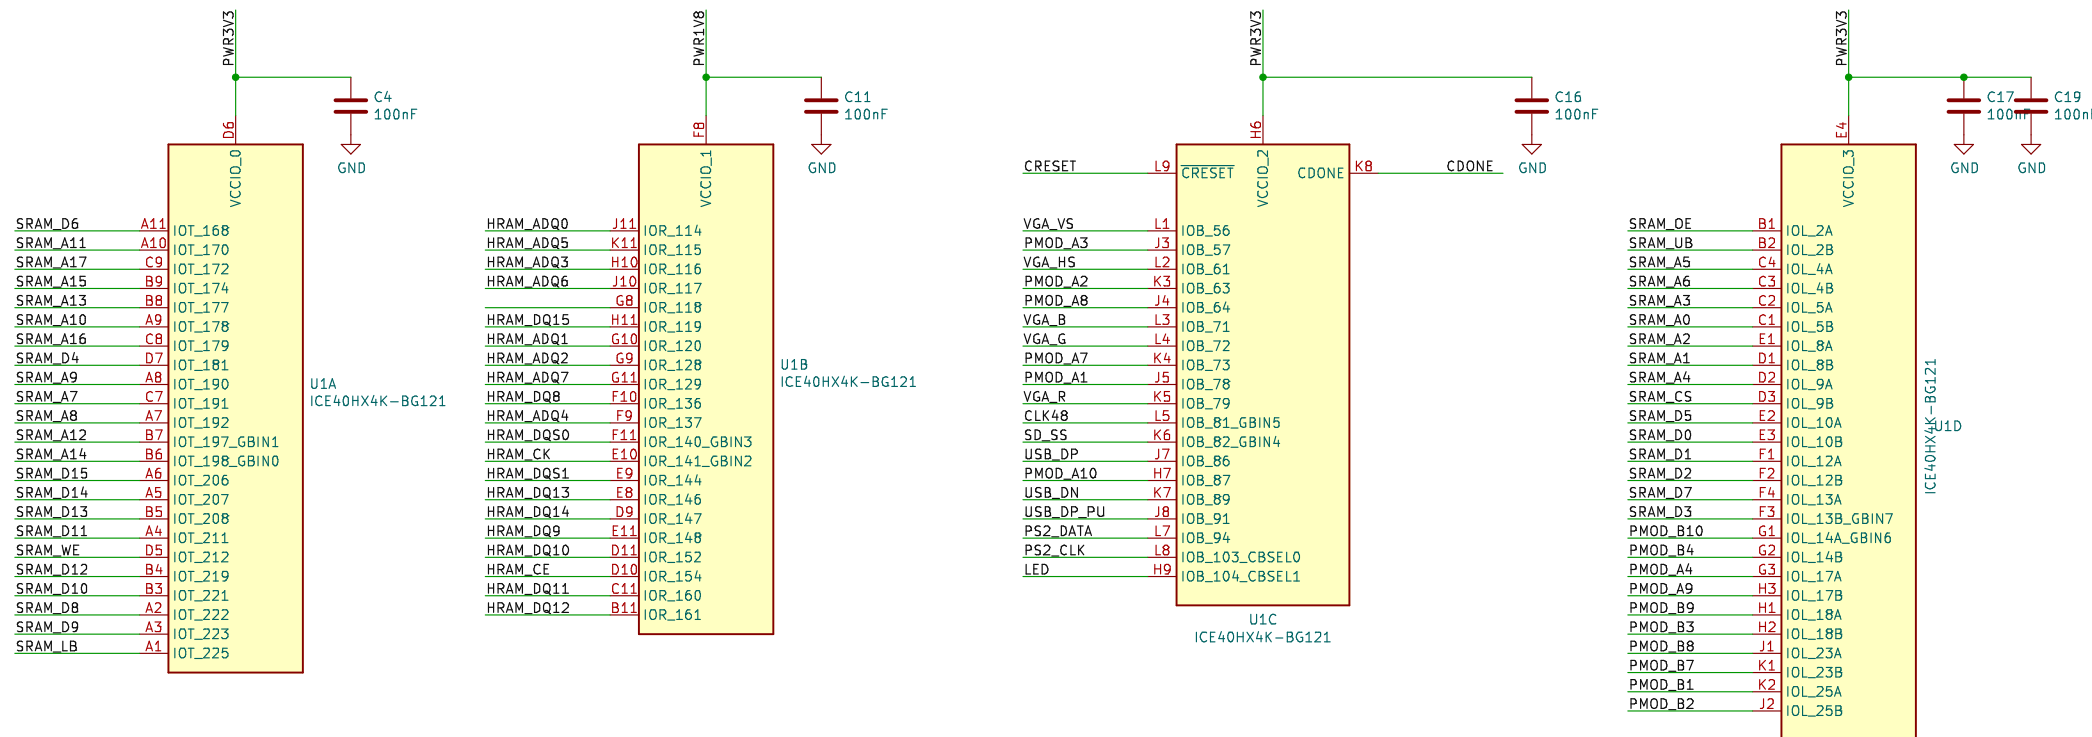 PWR3V3
C4
100nF
GND
D6
VCCIO_0
SRAM_D6 A11 IOT_168
SRAM_A11 A10 IOT_170
SRAM_A17 C9 IOT_172
SRAM_A15 B9 IOT_174
SRAM_A13 B8 IOT_177
SRAM_A10 A9 IOT_178
SRAM_A16 C8 IOT_179
SRAM_D4 D7 IOT_181
SRAM_A9 A8 IOT_190
SRAM_A7 C7 IOT_191
SRAM_A8 A7 IOT_192
SRAM_A12 B7 IOT_197_GBIN1
SRAM_A14 B6 IOT_198_GBIN0
SRAM_D15 A6 IOT_206
SRAM_D14 A5 IOT_207
SRAM_D13 B5 IOT_208
SRAM_D11 A4 IOT_211
SRAM_WE D5 IOT_212
SRAM_D12 B4 IOT_219
SRAM_D10 B3 IOT_221
SRAM_D8 A2 IOT_222
SRAM_D9 A3 IOT_223
SRAM_LB A1 IOT_225
U1A
ICE40HX4K-BG121
PWR1V8
C11
100nF
GND
F8
VCCIO_1
HRAM_ADQ0 J11 IOR_114
HRAM_ADQ5 K11 IOR_115
HRAM_ADQ3 H10 IOR_116
HRAM_ADQ6 J10 IOR_117
G8 IOR_118
HRAM_DQ15 H11 IOR_119
HRAM_ADQ1 G10 IOR_120
HRAM_ADQ2 G9 IOR_128
HRAM_ADQ7 G11 IOR_129
HRAM_DQ8 F10 IOR_136
HRAM_ADQ4 F9 IOR_137
HRAM_DQS0 F11 IOR_140_GBIN3
HRAM_CK E10 IOR_141_GBIN2
HRAM_DQS1 E9 IOR_144
HRAM_DQ13 E8 IOR_146
HRAM_DQ14 D9 IOR_147
HRAM_DQ9 E11 IOR_148
HRAM_DQ10 D11 IOR_152
HRAM_CE D10 IOR_154
HRAM_DQ11 C11 IOR_160
HRAM_DQ12 B11 IOR_161
U1B
ICE40HX4K-BG121
PWR3V3
C16
100nF
GND
H6
VCCIO_2
CRESET L9 CRESET
CDONE K8 CDONE
VGA_VS L1 IOB_56
PMOD_A3 J3 IOB_57
VGA_HS L2 IOB_61
PMOD_A2 K3 IOB_63
PMOD_A8 J4 IOB_64
VGA_B L3 IOB_71
VGA_G L4 IOB_72
PMOD_A7 K4 IOB_73
PMOD_A1 J5 IOB_78
VGA_R K5 IOB_79
CLK48 L5 IOB_81_GBIN5
SD_SS K6 IOB_82_GBIN4
USB_DP J7 IOB_86
PMOD_A10 H7 IOB_87
USB_DN K7 IOB_89
USB_DP_PU J8 IOB_91
PS2_DATA L7 IOB_94
PS2_CLK L8 IOB_103_CBSEL0
LED H9 IOB_104_CBSEL1
U1C
ICE40HX4K-BG121
PWR3V3
C17
100nF
GND
C19
GND
E4
VCCIO_3
SRAM_OE B1 IOL_2A
SRAM_UB B2 IOL_2B
SRAM_A5 C4 IOL_4A
SRAM_A6 C3 IOL_4B
SRAM_A3 C2 IOL_5A
SRAM_A0 C1 IOL_5B
SRAM_A2 E1 IOL_8A
SRAM_A1 D1 IOL_8B
SRAM_A4 D2 IOL_9A
SRAM_CS D3 IOL_9B
SRAM_D5 E2 IOL_10A
SRAM_D0 E3 IOL_10B
SRAM_D1 F1 IOL_12A
SRAM_D2 F2 IOL_12B
SRAM_D7 F4 IOL_13A
SRAM_D3 F3 IOL_13B_GBIN7
PMOD_B10 G1 IOL_14A_GBIN6
PMOD_B4 G2 IOL_14B
PMOD_A4 G3 IOL_17A
PMOD_A9 H3 IOL_17B
PMOD_B9 H1 IOL_18A
PMOD_B3 H2 IOL_18B
PMOD_B8 J1 IOL_23A
PMOD_B7 K1 IOL_23B
PMOD_B1 K2 IOL_25A
PMOD_B2 J2 IOL_25B
U1D
ICE40HX4K-BG121